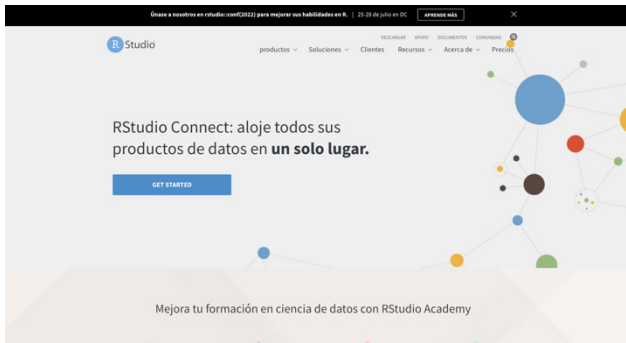 Únase a nosotros en rstudio::conf(2022) para mejorar sus habilidades en R. | 25-28 de julio en DC APRENDE MÁS
DESCARGAR APOYO DOCUMENTOS COMUNIDAD
R Studio
productos Soluciones Clientes Recursos Acerca de Precios
RStudio Connect: aloje todos sus
productos de datos en un solo lugar.
GET STARTED
Mejora tu formación en ciencia de datos con RStudio Academy